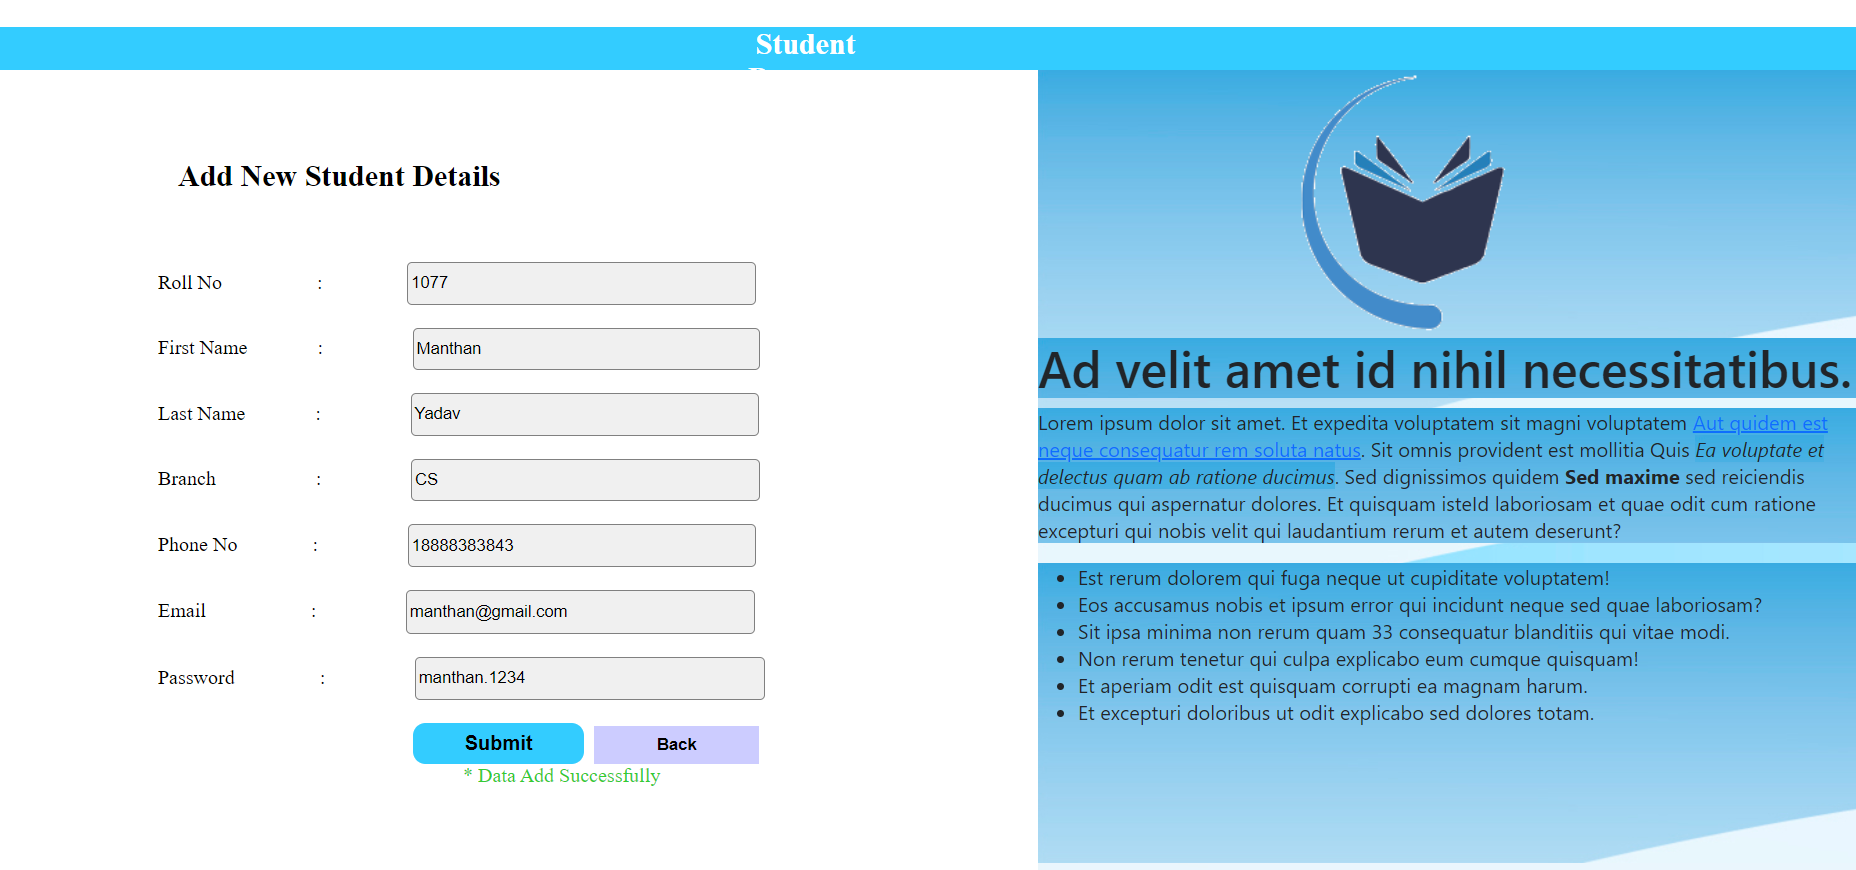 Student
Add New Student Details
Roll No : 1077
First Name : Manthan
Last Name : Yadav
Branch : CS
Phone No : 18888383843
Email : manthan@gmail.com
Password : manthan.1234
Submit Back
* Data Add Successfully
Ad velit amet id nihil necessitatibus.
Lorem ipsum dolor sit amet. Et expedita voluptatem sit magni voluptatem Aut quidem est
neque consequatur rem soluta natus. Sit omnis provident est mollitia Quis Ea voluptate et
delectus quam ab ratione ducimus. Sed dignissimos quidem Sed maxime sed reiciendis
ducimus qui aspernatur dolores. Et quisquam isteId laboriosam et quae odit cum ratione
excepturi qui nobis velit qui laudantium rerum et autem deserunt?
• Est rerum dolorem qui fuga neque ut cupiditate voluptatem!
• Eos accusamus nobis et ipsum error qui incidunt neque sed quae laboriosam?
• Sit ipsa minima non rerum quam 33 consequatur blanditiis qui vitae modi.
• Non rerum tenetur qui culpa explicabo eum cumque quisquam!
• Et aperiam odit est quisquam corrupti ea magnam harum.
• Et excepturi doloribus ut odit explicabo sed dolores totam.